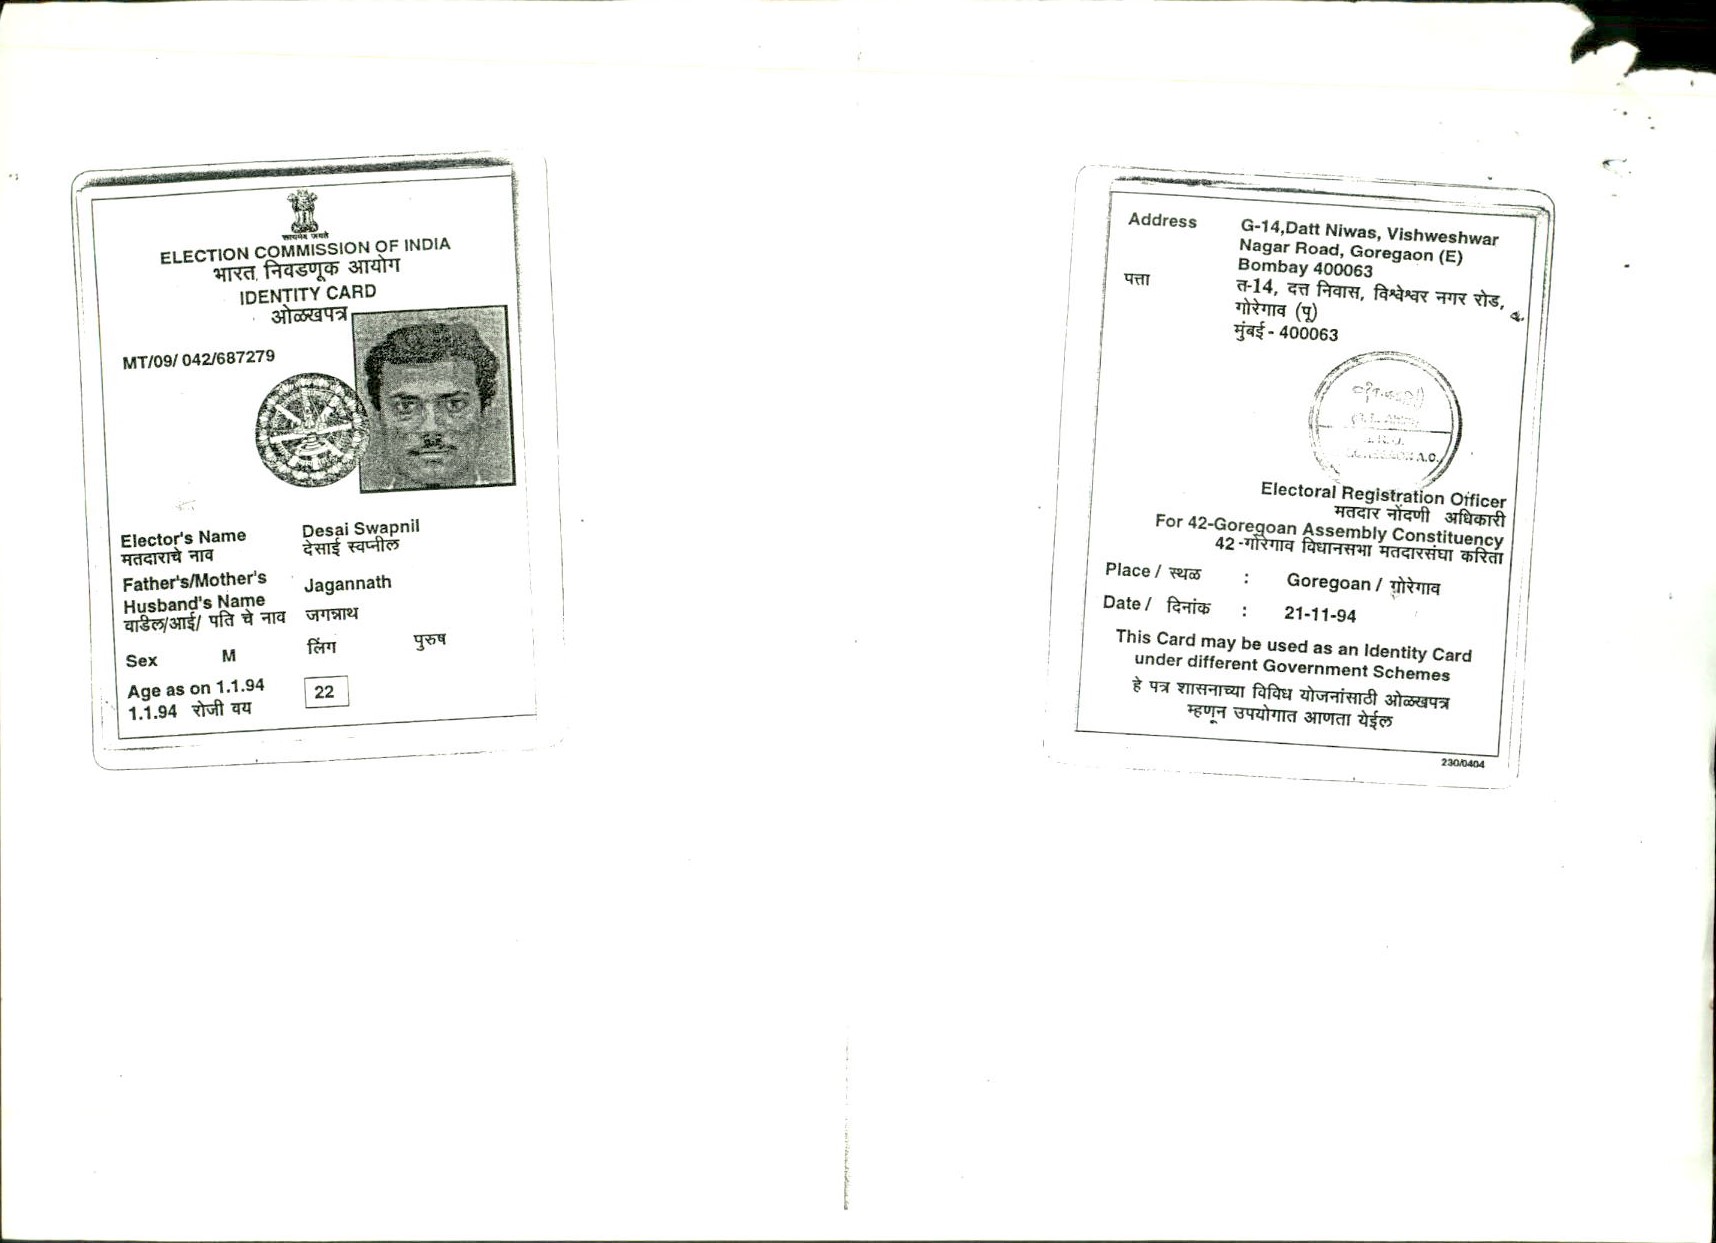 सत्यमेव जयते
ELECTION COMMISSION OF INDIA
भारत निवडणूक आयोग
IDENTITY CARD
ओळखपत्र
MT/09/ 042/687279
Elector's Name Desai Swapnil
मतदाराचे नाव देसाई स्वप्नील
Father's/Mother's Jagannath
Husband's Name
वाडिल/आई/ पति चे नाव जगन्नाथ
Sex M लिंग पुरुष
Age as on 1.1.94 22
1.1.94 रोजी वय
Address G-14,Datt Niwas, Vishweshwar
Nagar Road, Goregaon (E)
Bombay 400063
पत्ता त-14, दत्त निवास, विश्वेश्वर नगर रोड,
गोरेगाव (पू)
मुंबई - 400063
Electoral Registration Officer
मतदार नोंदणी अधिकारी
For 42-Goregoan Assembly Constituency
42 -गोरेगाव विधानसभा मतदारसंघा करिता
Place / स्थळ : Goregoan / गोरेगाव
Date / दिनांक : 21-11-94
This Card may be used as an Identity Card
under different Government Schemes
हे पत्र शासनाच्या विविध योजनांसाठी ओळखपत्र
म्हणून उपयोगात आणता येईल
230/0404